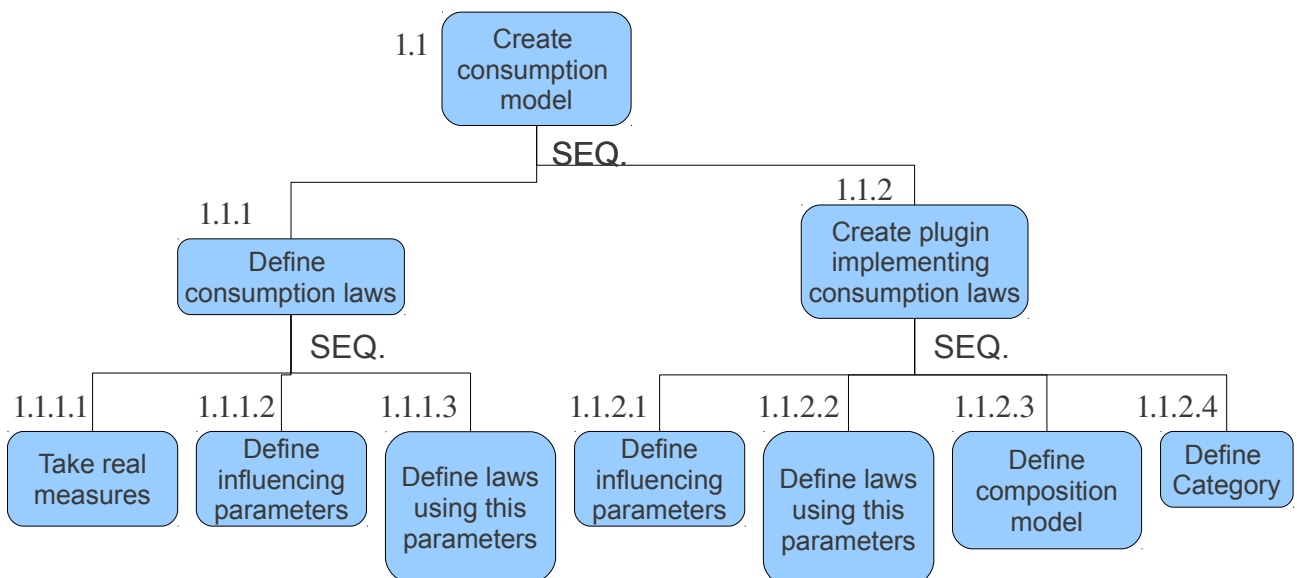 1.1
Create
consumption
model
SEQ.
1.1.1
Define
consumption laws
1.1.2
Create plugin
implementing
consumption laws
SEQ.
SEQ.
1.1.1.1
Take real
measures
1.1.1.2
Define
influencing
parameters
1.1.1.3
Define laws
using this
parameters
1.1.2.1
Define
influencing
parameters
1.1.2.2
Define laws
using this
parameters
1.1.2.3
Define
composition
model
1.1.2.4
Define
Category